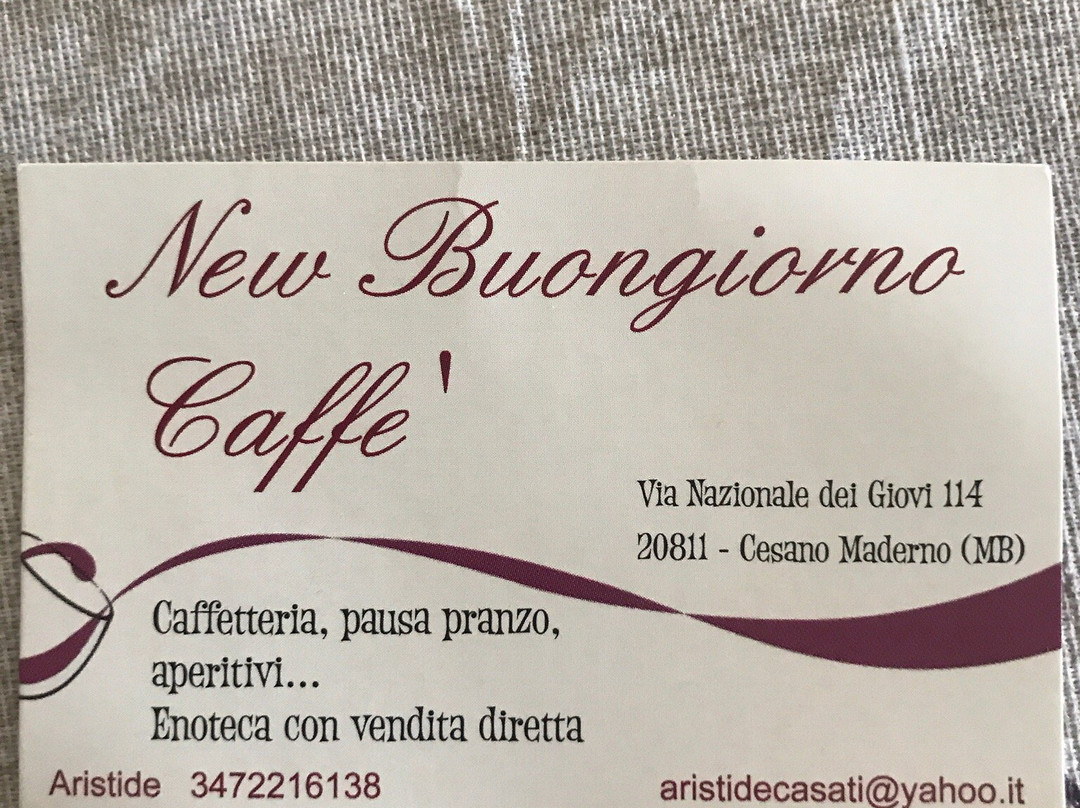 New Buongiorno
Caffe'
Via Nazionale dei Giovi 114
20811 - Cesano Maderno (MB)
Caffetteria, pausa pranzo,
aperitivi...
Enoteca con vendita diretta
Aristide 3472216138
aristidecasati@yahoo.it